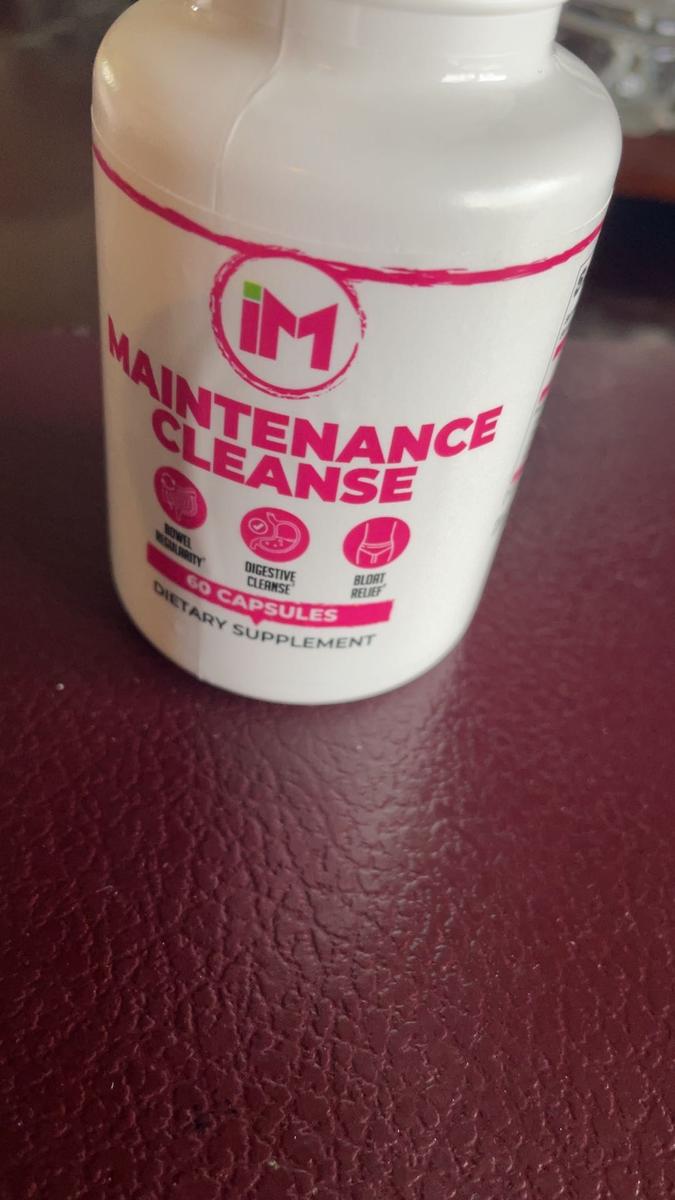 iM
MAINTENANCE
CLEANSE
BOWEL
REGULARITY*
DIGESTIVE
CLEANSE*
BLOAT
RELIEF*
60 CAPSULES
DIETARY SUPPLEMENT